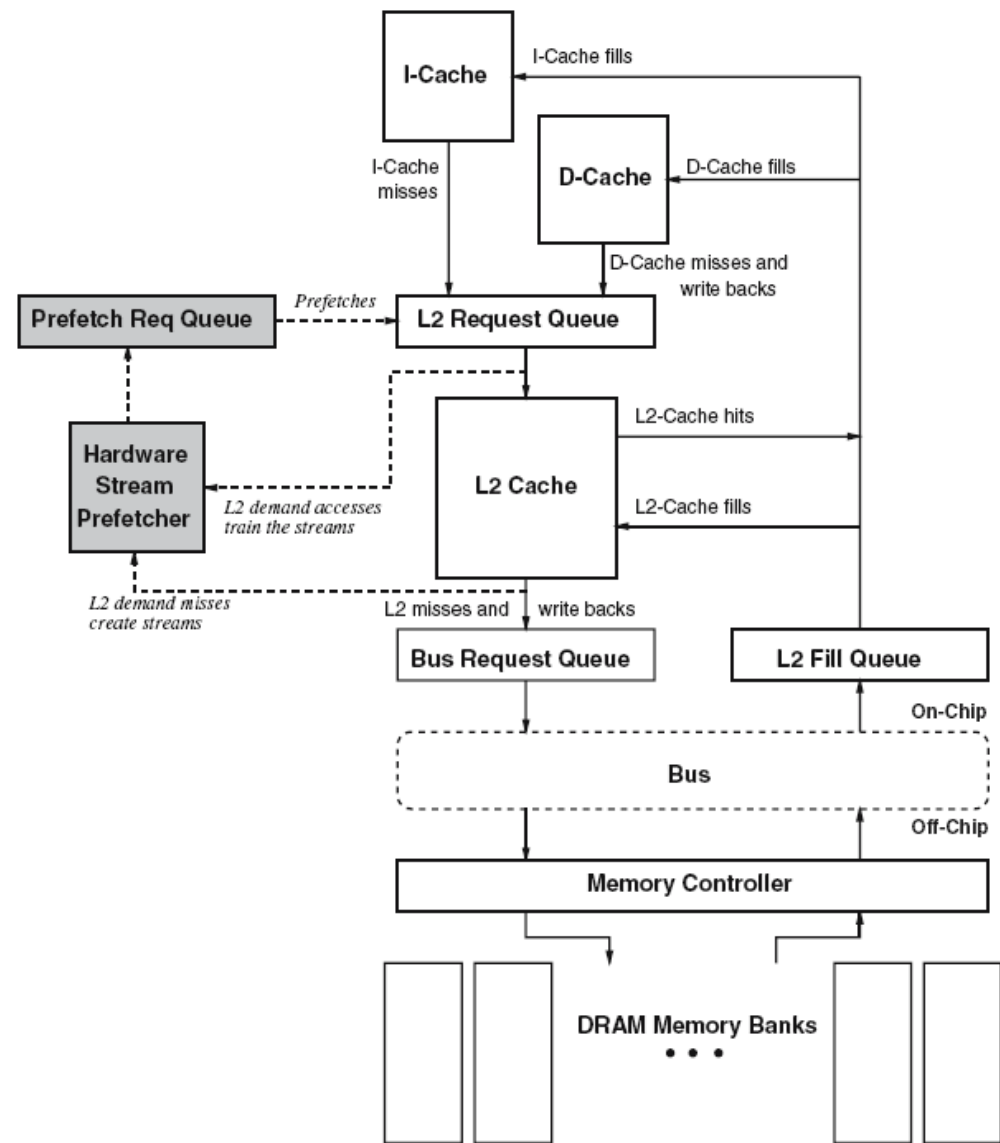 I-Cache
I-Cache fills
I-Cache
misses
D-Cache
D-Cache fills
D-Cache misses and
write backs
Prefetch Req Queue
Prefetches
L2 Request Queue
Hardware
Stream
Prefetcher
L2 demand accesses
train the streams
L2 Cache
L2-Cache hits
L2-Cache fills
L2 demand misses
create streams
L2 misses and write backs
Bus Request Queue
L2 Fill Queue
On-Chip
Bus
Off-Chip
Memory Controller
DRAM Memory Banks
• • •